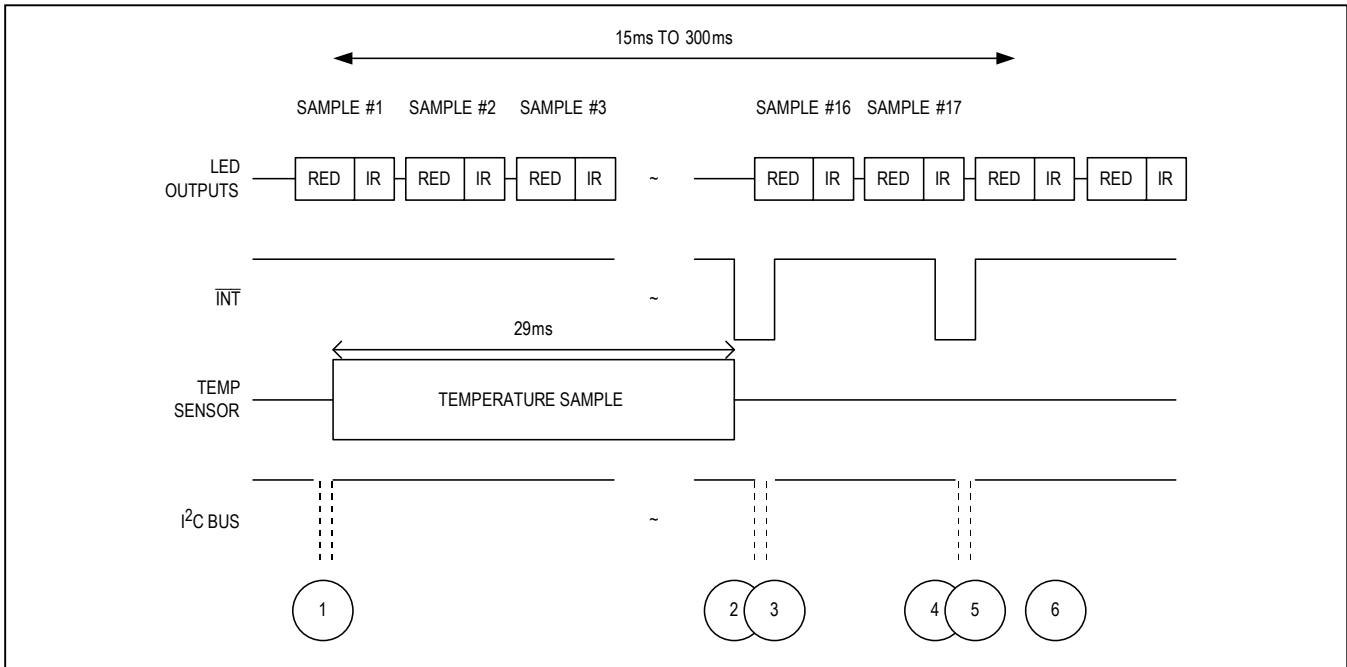 15ms TO 300ms
SAMPLE #1 SAMPLE #2 SAMPLE #3 SAMPLE #16 SAMPLE #17
LED
OUTPUTS
RED IR RED IR RED IR ~ RED IR RED IR RED IR RED IR
INT ~
29ms
TEMP
SENSOR
TEMPERATURE SAMPLE
I²C BUS ~
1 2 3 4 5 6